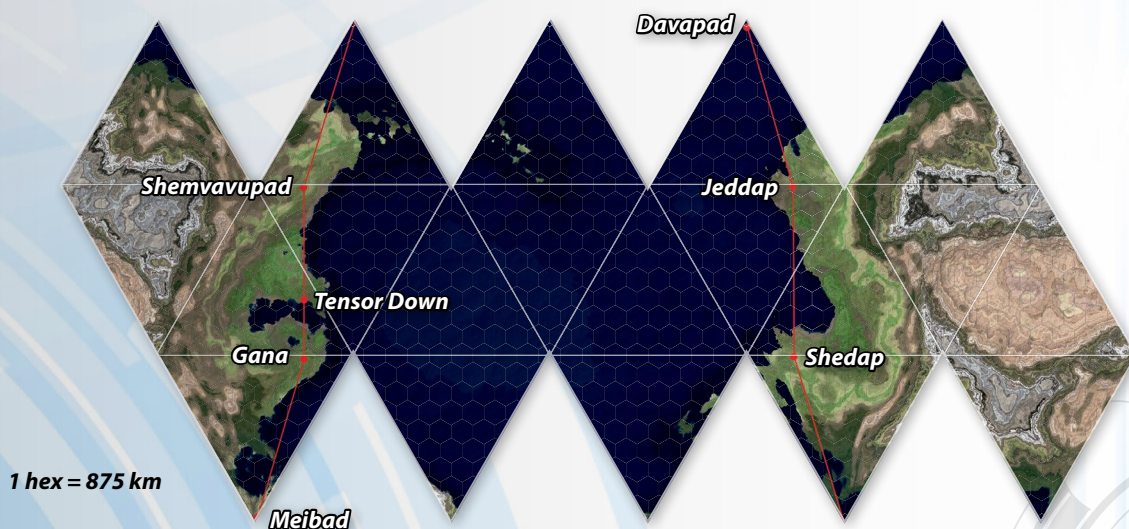 Davapad
Shemvavupad
Jeddap
Tensor Down
Gana
Shedap
1 hex = 875 km
Meibad